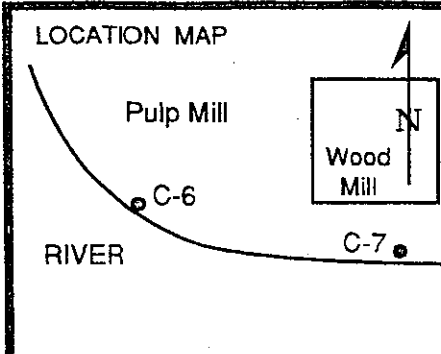 LOCATION MAP
Pulp Mill
N
Wood
Mill
C-6
C-7
RIVER